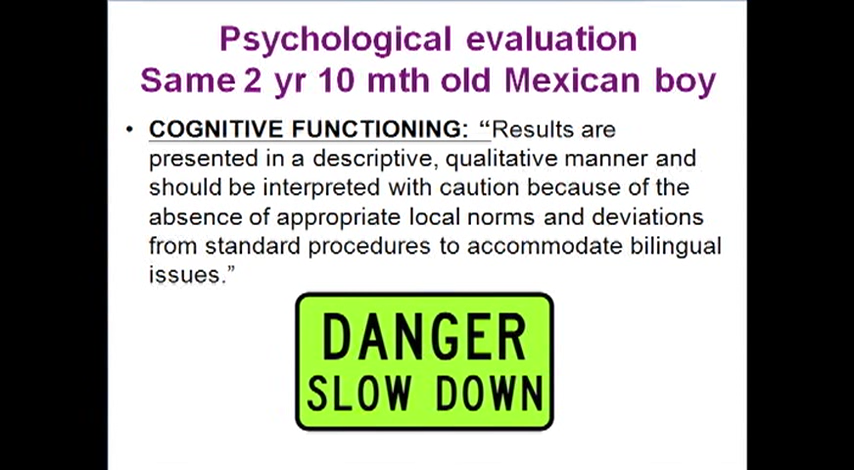 Psychological evaluation
Same 2 yr 10 mth old Mexican boy
• COGNITIVE FUNCTIONING: “Results are
presented in a descriptive, qualitative manner and
should be interpreted with caution because of the
absence of appropriate local norms and deviations
from standard procedures to accommodate bilingual
issues.”
DANGER
SLOW DOWN